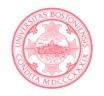 UNIVERSITAS BOSTONIENSIS
CONDITA MDCCCXXXIX